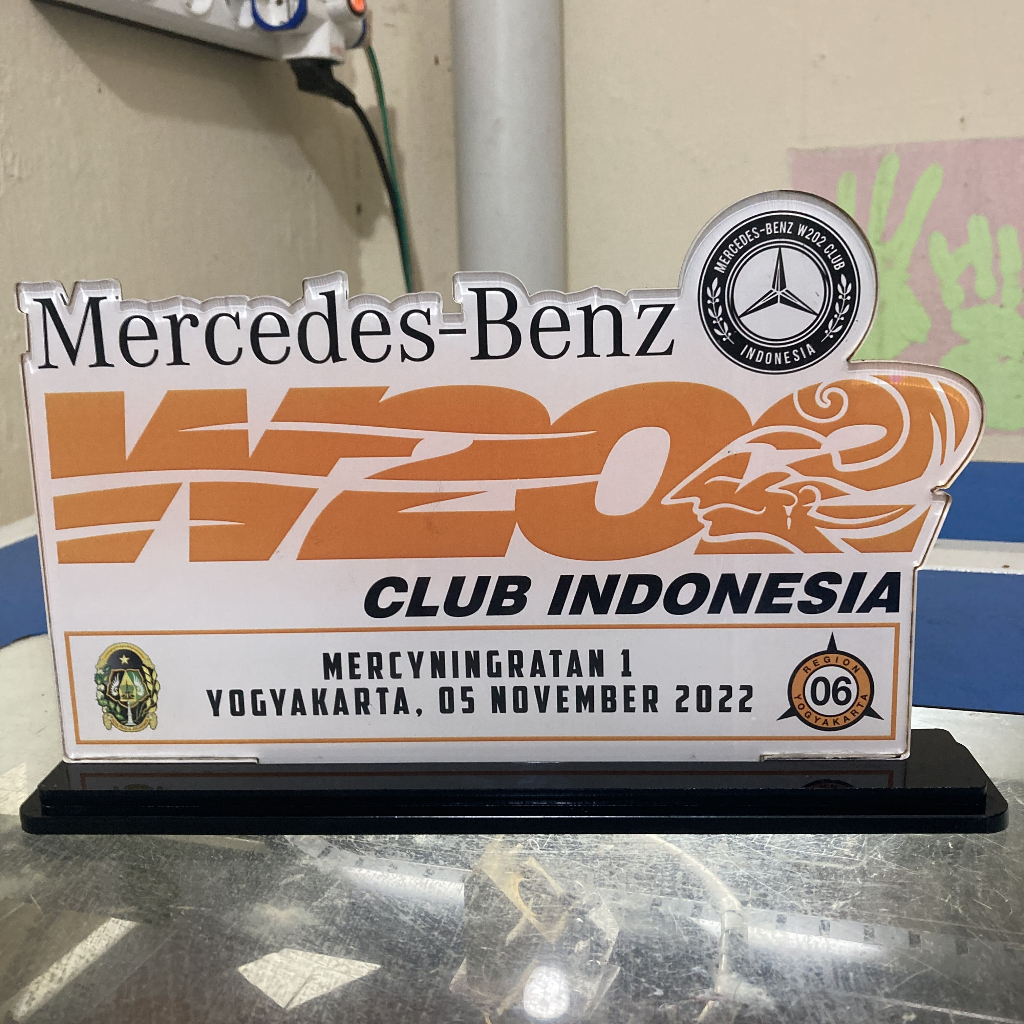 Mercedes-Benz
MERCEDES-BENZ W202 CLUB
INDONESIA
W202
CLUB INDONESIA
MERCYNINGRATAN 1
YOGYAKARTA, 05 NOVEMBER 2022
REGION
06
YOGYAKARTA